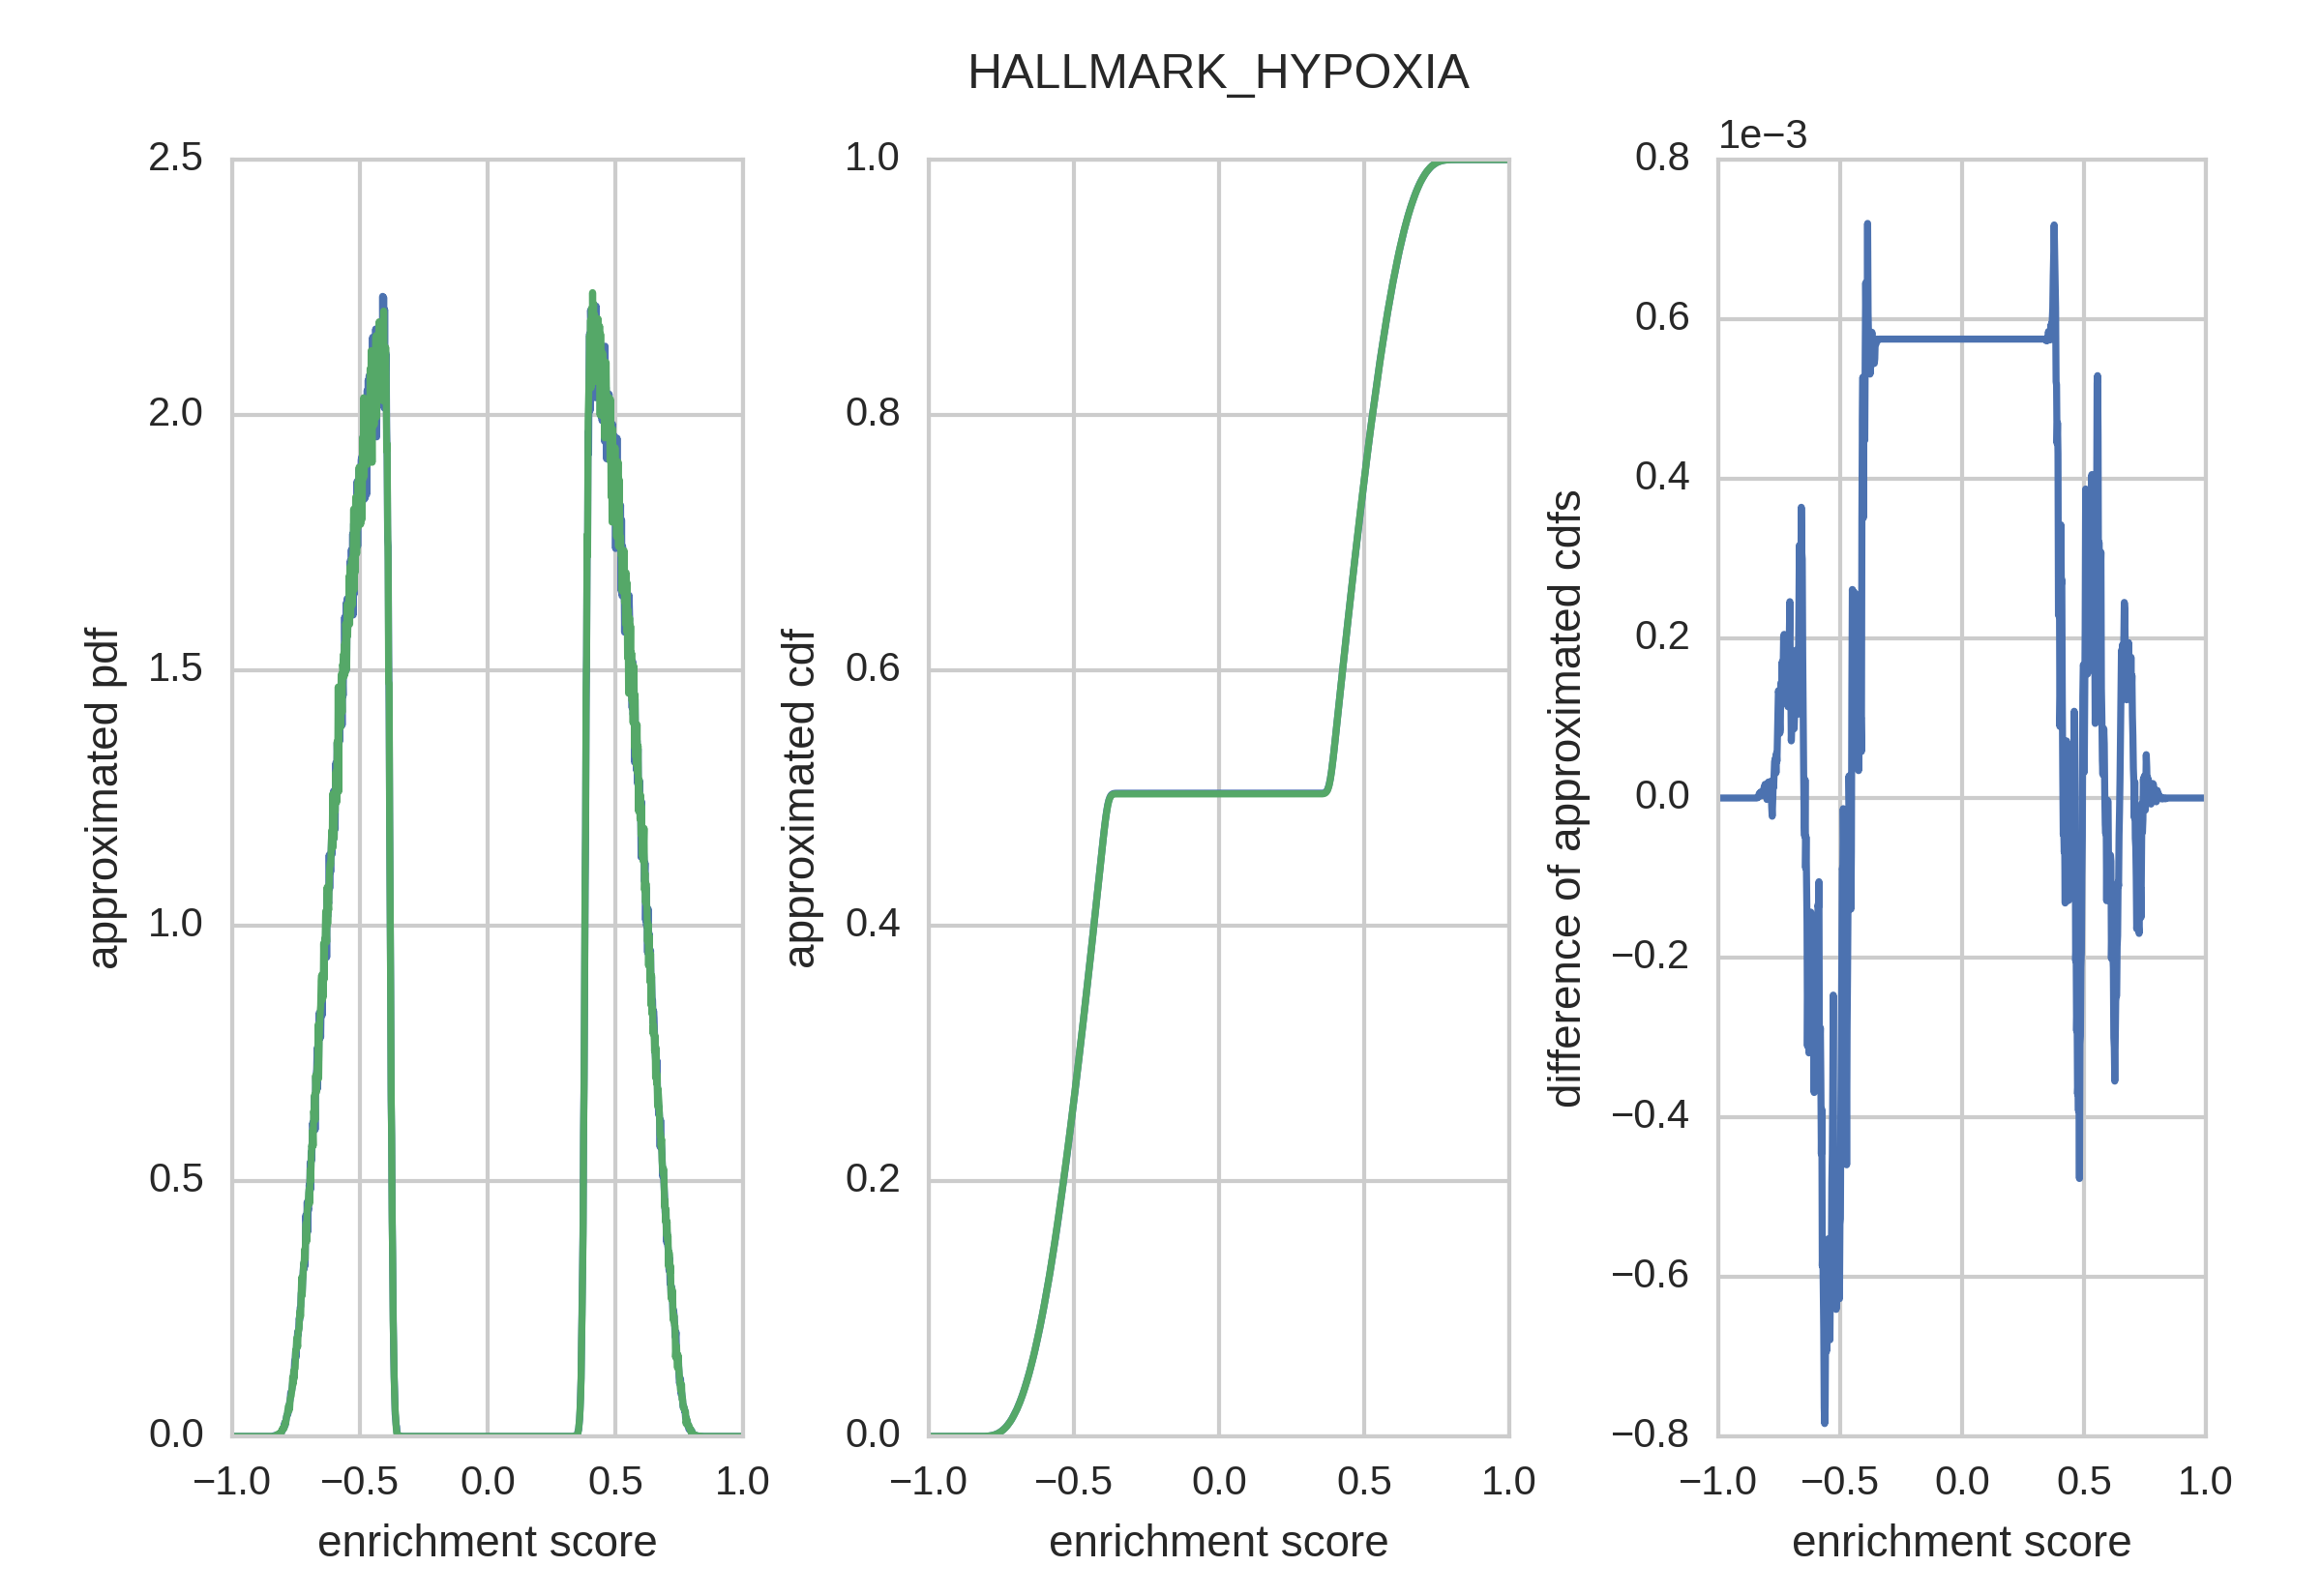 HALLMARK_HYPOXIA
approximated pdf
2.5
2.0
1.5
1.0
0.5
0.0
−1.0 −0.5 0.0 0.5 1.0
enrichment score
approximated cdf
1.0
0.8
0.6
0.4
0.2
0.0
−1.0 −0.5 0.0 0.5 1.0
enrichment score
difference of approximated cdfs
1e−3
0.8
0.6
0.4
0.2
0.0
−0.2
−0.4
−0.6
−0.8
−1.0 −0.5 0.0 0.5 1.0
enrichment score